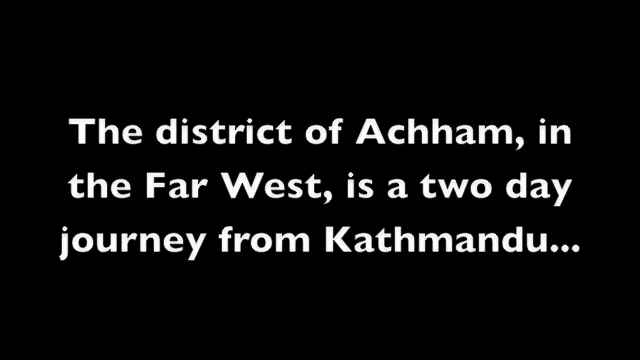 The district of Achham, in
the Far West, is a two day
journey from Kathmandu...